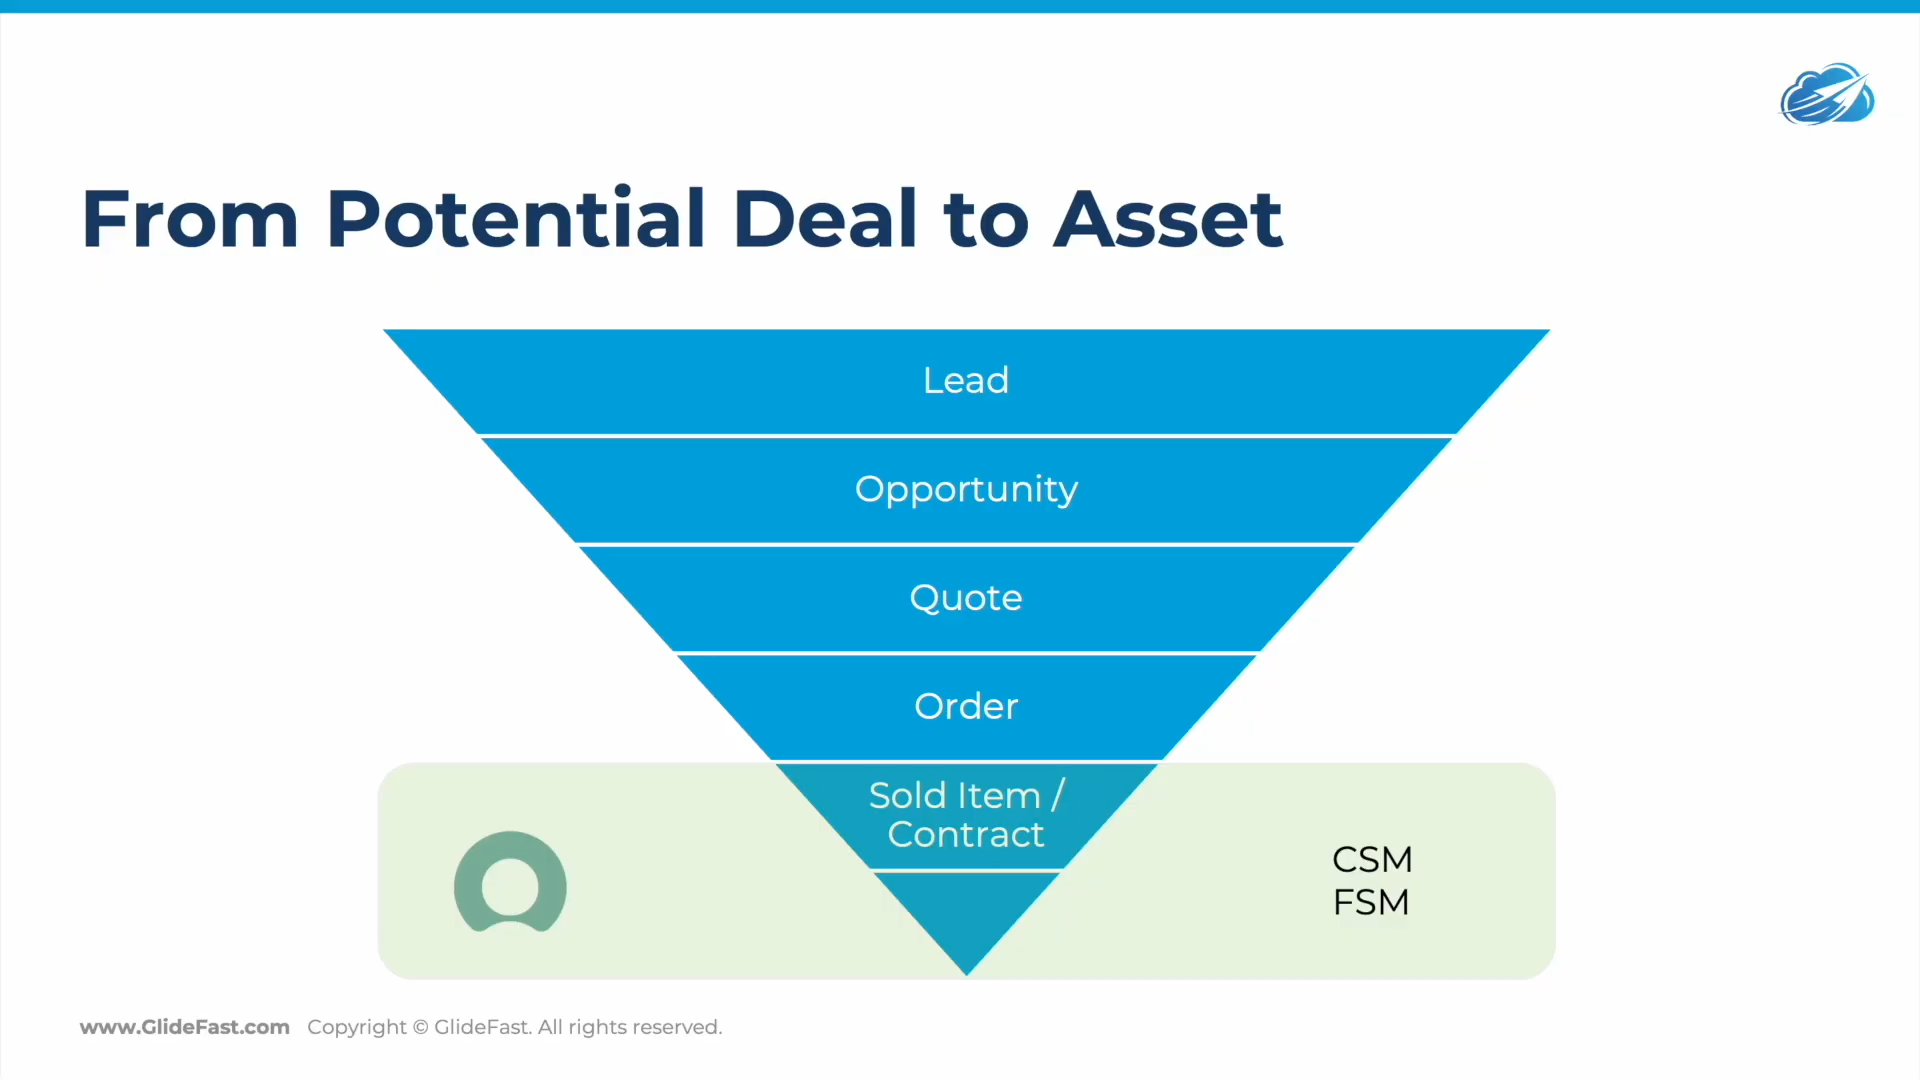 From Potential Deal to Asset
Lead
Opportunity
Quote
Order
Sold Item /
Contract
CSM
FSM
www.GlideFast.com Copyright © GlideFast. All rights reserved.